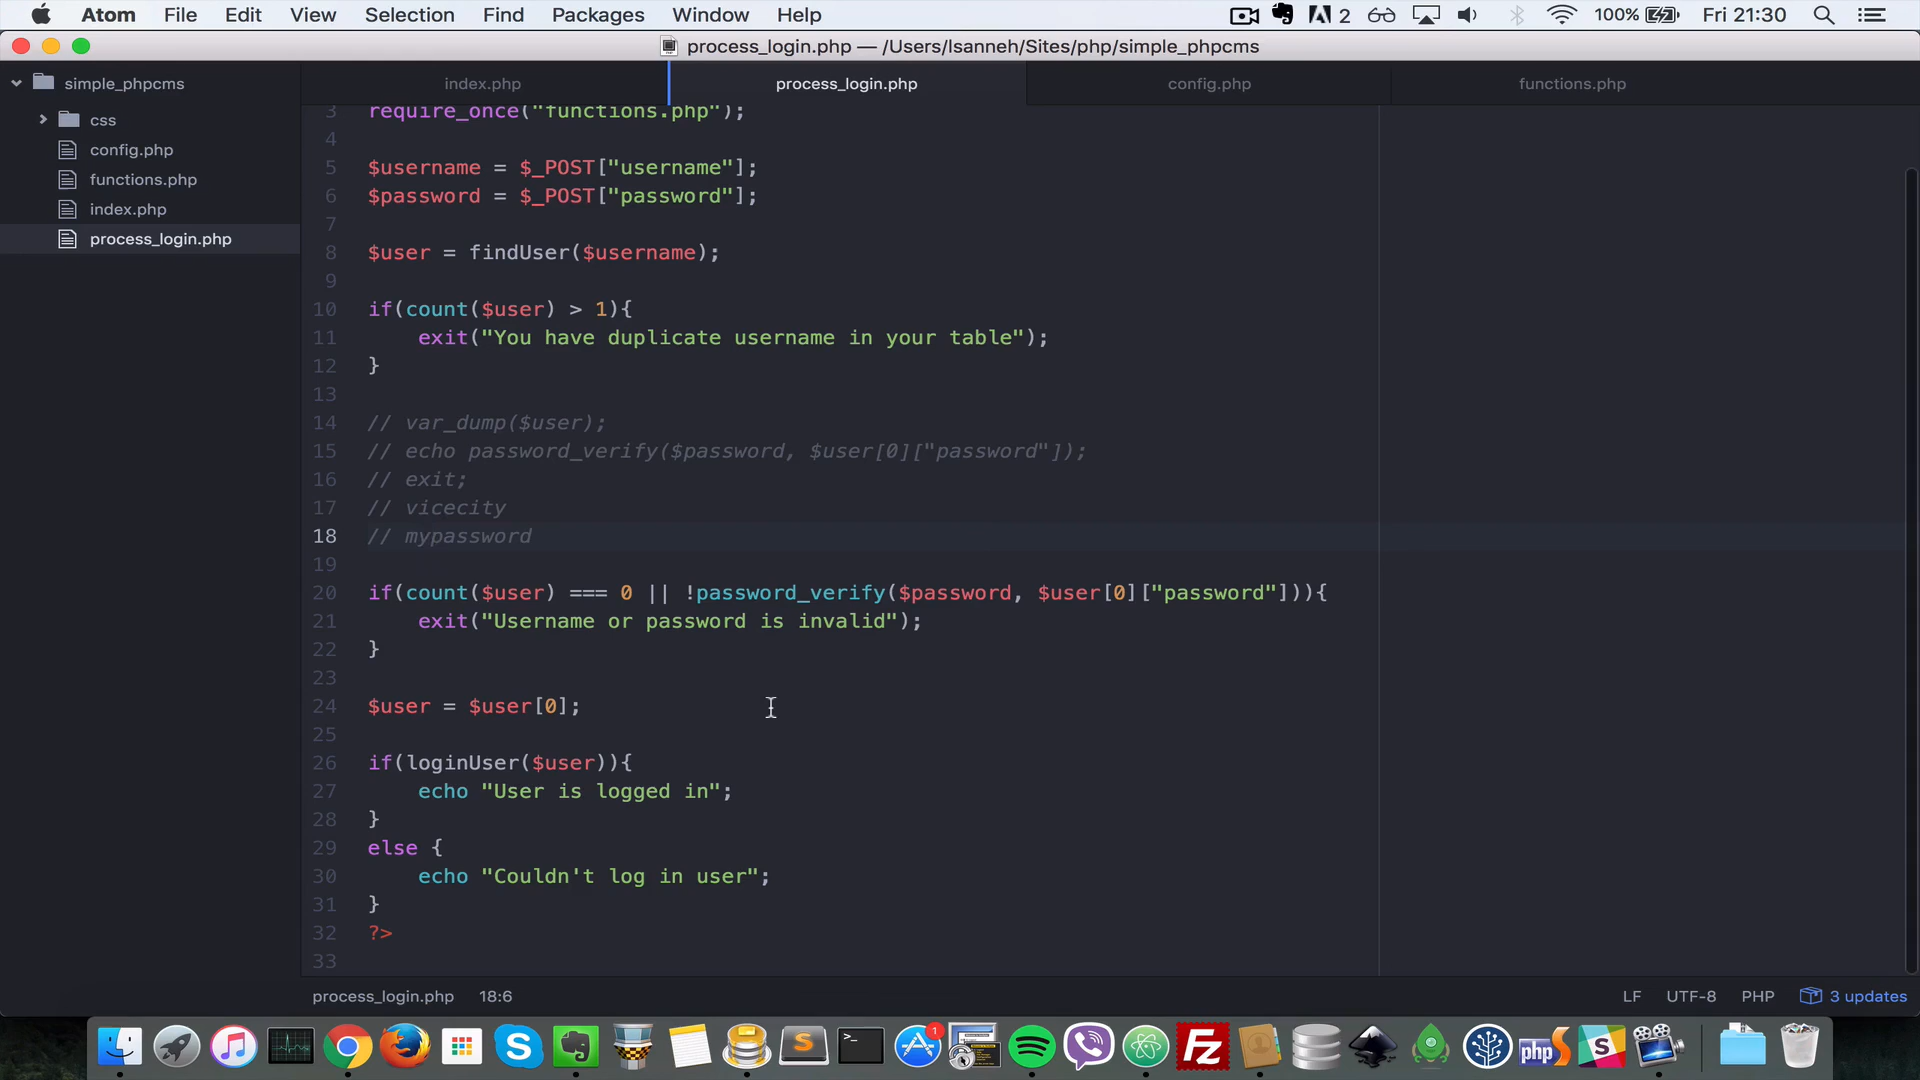 Atom File Edit View Selection Find Packages Window Help 2 100% Fri 21:30
process_login.php — /Users/lsanneh/Sites/php/simple_phpcms
simple_phpcms
css
config.php
functions.php
index.php
process_login.php
index.php process_login.php config.php functions.php
3 require_once("functions.php");
4
5 $username = $_POST["username"];
6 $password = $_POST["password"];
7
8 $user = findUser($username);
9
10 if(count($user) > 1){
11 exit("You have duplicate username in your table");
12 }
13
14 // var_dump($user);
15 // echo password_verify($password, $user[0]["password"]);
16 // exit;
17 // vicecity
18 // mypassword
19
20 if(count($user) === 0 || !password_verify($password, $user[0]["password"])){
21 exit("Username or password is invalid");
22 }
23
24 $user = $user[0];
25
26 if(loginUser($user)){
27 echo "User is logged in";
28 }
29 else {
30 echo "Couldn't log in user";
31 }
32 ?>
33
process_login.php 18:6 LF UTF-8 PHP 3 updates
1
php